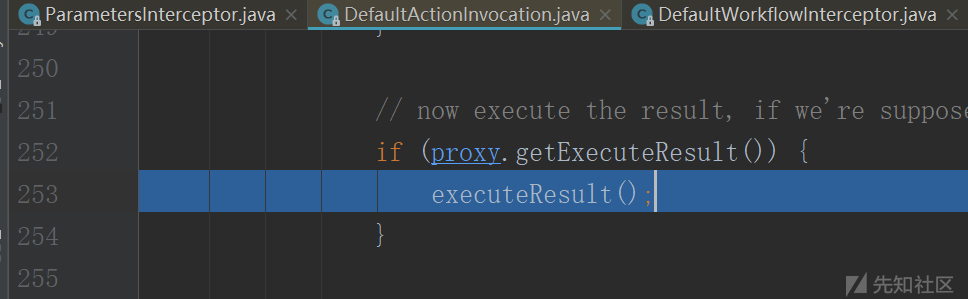 ParametersInterceptor.java × DefaultActionInvocation.java × DefaultWorkflowInterceptor.java ×
249 }
250
251 // now execute the result, if we're suppose
252 if (proxy.getExecuteResult()) {
253 executeResult();
254 }
255
先知社区